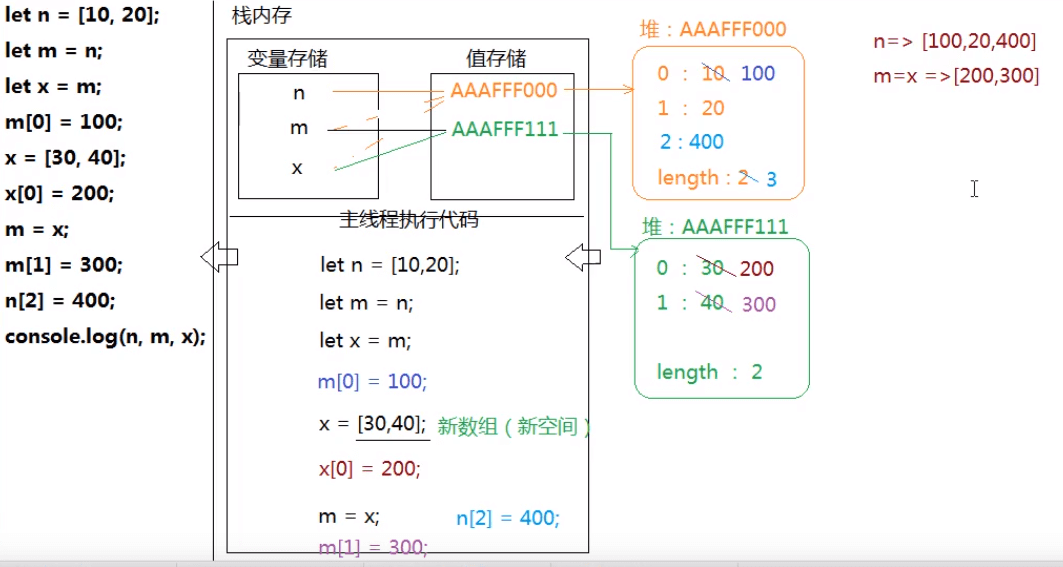 let n = [10, 20];
let m = n;
let x = m;
m[0] = 100;
x = [30, 40];
x[0] = 200;
m = x;
m[1] = 300;
n[2] = 400;
console.log(n, m, x);
栈内存
变量存储
值存储
n
m
x
AAAFFF000
AAAFFF111
主线程执行代码
let n = [10,20];
let m = n;
let x = m;
m[0] = 100;
x = [30,40]; 新数组（新空间）
x[0] = 200;
m = x; n[2] = 400;
m[1] = 300;
堆：AAAFFF000
0 : 10 100
1 : 20
2 : 400
length : 2 3
堆：AAAFFF111
0 : 30 200
1 : 40 300
length : 2
n=> [100,20,400]
m=x =>[200,300]